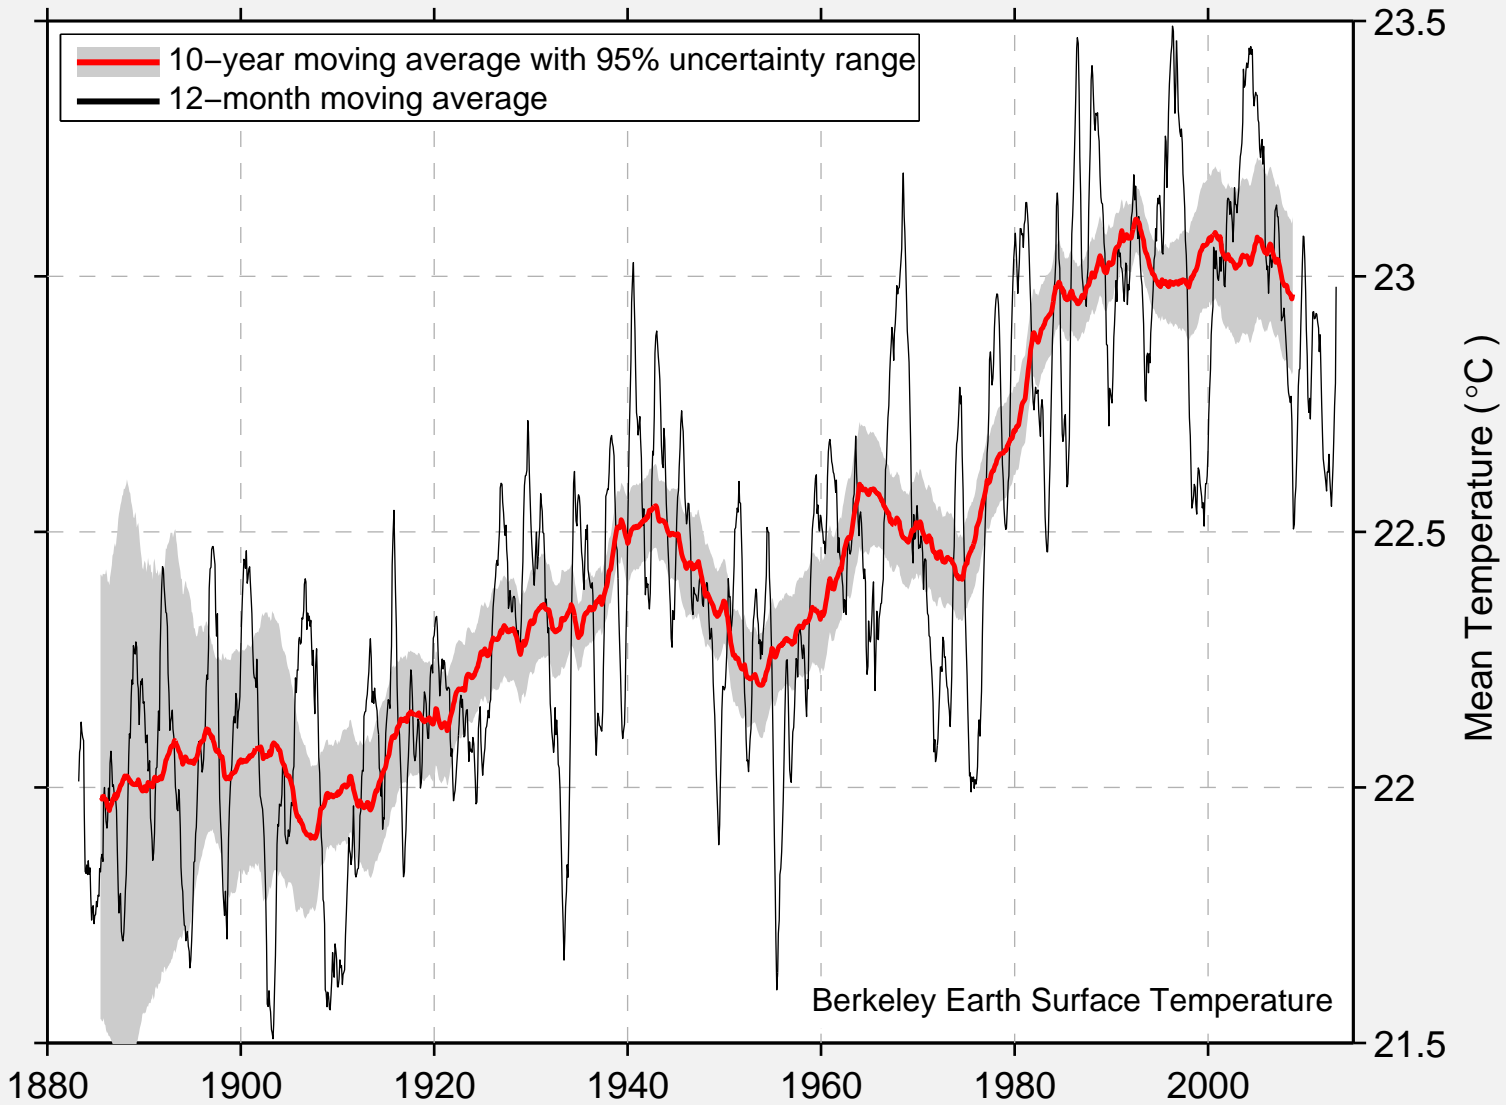 10–year moving average with 95% uncertainty range
12–month moving average
23.5
23
22.5
22
21.5
Mean Temperature (°C )
Berkeley Earth Surface Temperature
1880 1900 1920 1940 1960 1980 2000